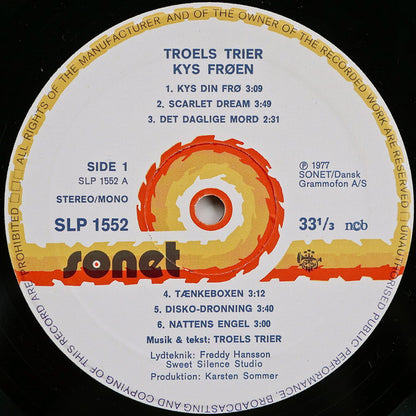 ALL RIGHTS OF THE MANUFACTURER AND OF THE OWNER OF THE RECORDED WORK ARE RESERVED
UNAUTHORISED PUBLIC PERFORMANCE, BROADCASTING AND COPYING OF THIS RECORD ARE PROHIBITED
TROELS TRIER
KYS FRØEN
1. KYS DIN FRØ 3:09
2. SCARLET DREAM 3:49
3. DET DAGLIGE MORD 2:31
SIDE 1
SLP 1552 A
STEREO/MONO
SLP 1552
℗ 1977
SONET/Dansk
Grammofon A/S
33 1/3 ncb
sonet
4. TÆNKEBOXEN 3:12
5. DISKO-DRONNING 4:40
6. NATTENS ENGEL 3:00
Musik & tekst: TROELS TRIER
Lydteknik: Freddy Hansson
Sweet Silence Studio
Produktion: Karsten Sommer